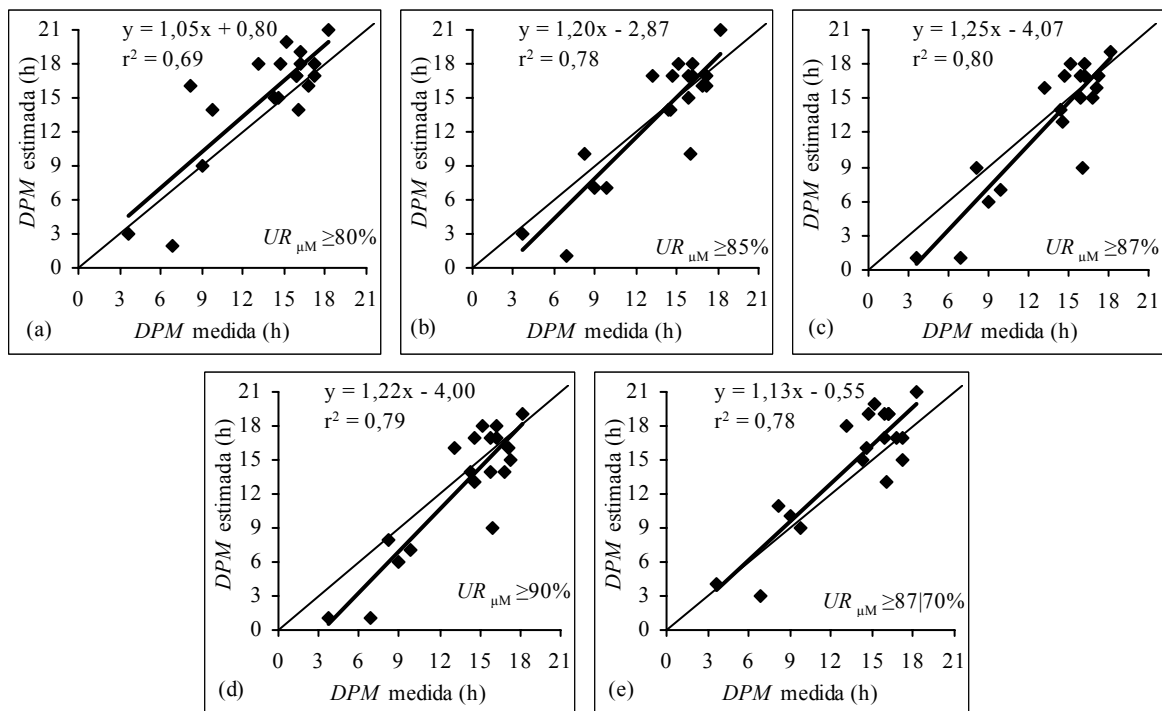 y = 1,05x + 0,80
r² = 0,69
DPM estimada (h)
21
18
15
12
9
6
3
0
UR μM ≥80%
0 3 6 9 12 15 18 21
(a)
DPM medida (h)
y = 1,20x - 2,87
r² = 0,78
DPM estimada (h)
21
18
15
12
9
6
3
0
UR μM ≥85%
0 3 6 9 12 15 18 21
(b)
DPM medida (h)
y = 1,25x - 4,07
r² = 0,80
DPM estimada (h)
21
18
15
12
9
6
3
0
UR μM ≥87%
0 3 6 9 12 15 18 21
(c)
DPM medida (h)
y = 1,22x - 4,00
r² = 0,79
DPM estimada (h)
21
18
15
12
9
6
3
0
UR μM ≥90%
0 3 6 9 12 15 18 21
(d)
DPM medida (h)
y = 1,13x - 0,55
r² = 0,78
DPM estimada (h)
21
18
15
12
9
6
3
0
UR μM ≥87|70%
0 3 6 9 12 15 18 21
(e)
DPM medida (h)